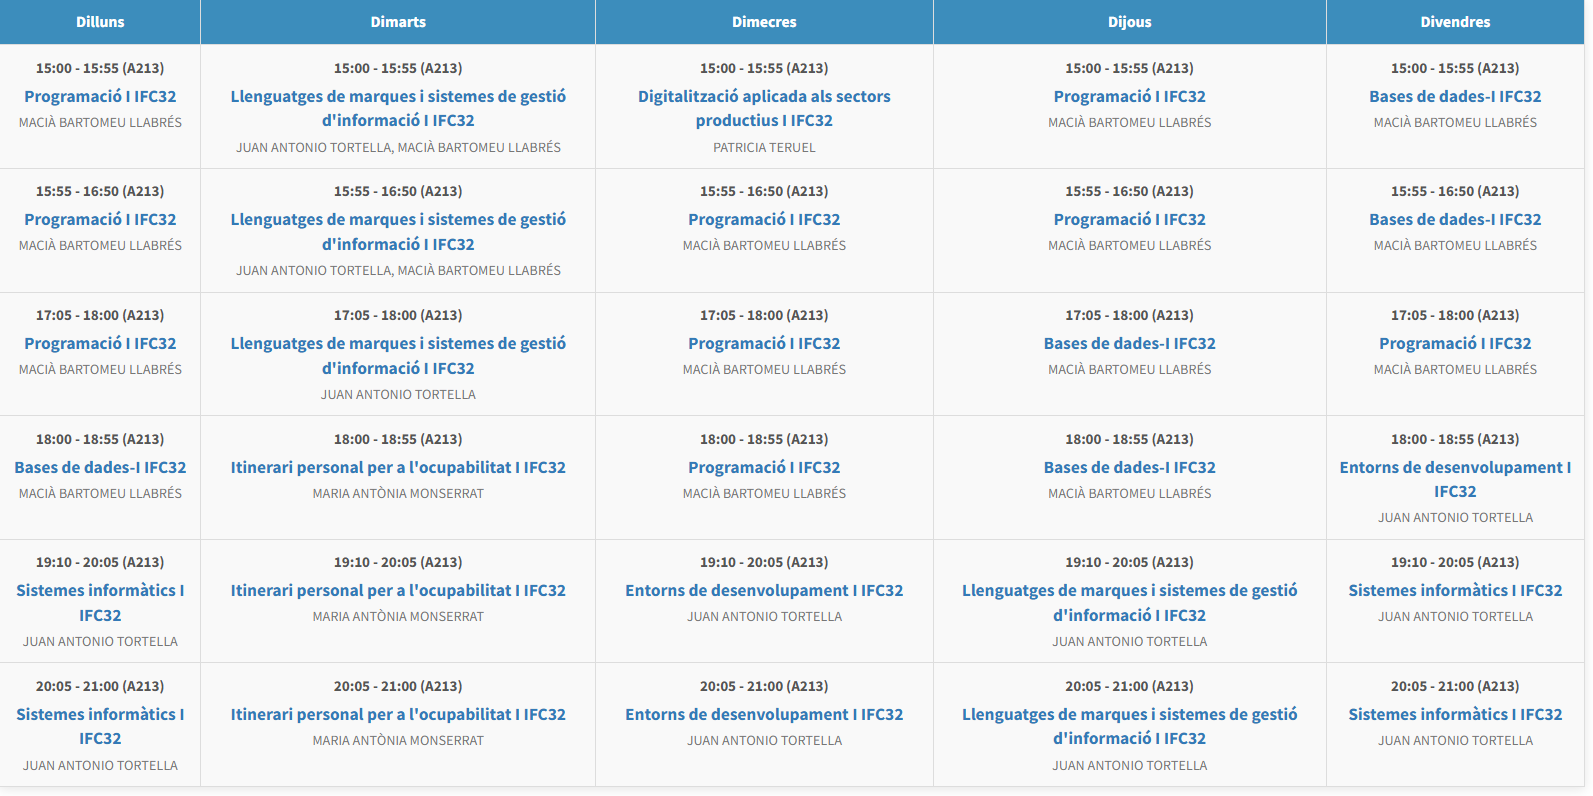 Dilluns
Dimarts
Dimecres
Dijous
Divendres
15:00 - 15:55 (A213)
Programació I IFC32
MACIÀ BARTOMEU LLABRÉS
15:00 - 15:55 (A213)
Llenguatges de marques i sistemes de gestió
d'informació I IFC32
JUAN ANTONIO TORTELLA, MACIÀ BARTOMEU LLABRÉS
15:00 - 15:55 (A213)
Digitalització aplicada als sectors
productius I IFC32
PATRICIA TERUEL
15:00 - 15:55 (A213)
Programació I IFC32
MACIÀ BARTOMEU LLABRÉS
15:00 - 15:55 (A213)
Bases de dades-I IFC32
MACIÀ BARTOMEU LLABRÉS
15:55 - 16:50 (A213)
Programació I IFC32
MACIÀ BARTOMEU LLABRÉS
15:55 - 16:50 (A213)
Llenguatges de marques i sistemes de gestió
d'informació I IFC32
JUAN ANTONIO TORTELLA, MACIÀ BARTOMEU LLABRÉS
15:55 - 16:50 (A213)
Programació I IFC32
MACIÀ BARTOMEU LLABRÉS
15:55 - 16:50 (A213)
Programació I IFC32
MACIÀ BARTOMEU LLABRÉS
15:55 - 16:50 (A213)
Bases de dades-I IFC32
MACIÀ BARTOMEU LLABRÉS
17:05 - 18:00 (A213)
Programació I IFC32
MACIÀ BARTOMEU LLABRÉS
17:05 - 18:00 (A213)
Llenguatges de marques i sistemes de gestió
d'informació I IFC32
JUAN ANTONIO TORTELLA
17:05 - 18:00 (A213)
Programació I IFC32
MACIÀ BARTOMEU LLABRÉS
17:05 - 18:00 (A213)
Bases de dades-I IFC32
MACIÀ BARTOMEU LLABRÉS
17:05 - 18:00 (A213)
Programació I IFC32
MACIÀ BARTOMEU LLABRÉS
18:00 - 18:55 (A213)
Bases de dades-I IFC32
MACIÀ BARTOMEU LLABRÉS
18:00 - 18:55 (A213)
Itinerari personal per a l'ocupabilitat I IFC32
MARIA ANTÒNIA MONSERRAT
18:00 - 18:55 (A213)
Programació I IFC32
MACIÀ BARTOMEU LLABRÉS
18:00 - 18:55 (A213)
Bases de dades-I IFC32
MACIÀ BARTOMEU LLABRÉS
18:00 - 18:55 (A213)
Entorns de desenvolupament I
IFC32
JUAN ANTONIO TORTELLA
19:10 - 20:05 (A213)
Sistemes informàtics I
IFC32
JUAN ANTONIO TORTELLA
19:10 - 20:05 (A213)
Itinerari personal per a l'ocupabilitat I IFC32
MARIA ANTÒNIA MONSERRAT
19:10 - 20:05 (A213)
Entorns de desenvolupament I IFC32
JUAN ANTONIO TORTELLA
19:10 - 20:05 (A213)
Llenguatges de marques i sistemes de gestió
d'informació I IFC32
JUAN ANTONIO TORTELLA
19:10 - 20:05 (A213)
Sistemes informàtics I IFC32
JUAN ANTONIO TORTELLA
20:05 - 21:00 (A213)
Sistemes informàtics I
IFC32
JUAN ANTONIO TORTELLA
20:05 - 21:00 (A213)
Itinerari personal per a l'ocupabilitat I IFC32
MARIA ANTÒNIA MONSERRAT
20:05 - 21:00 (A213)
Entorns de desenvolupament I IFC32
JUAN ANTONIO TORTELLA
20:05 - 21:00 (A213)
Llenguatges de marques i sistemes de gestió
d'informació I IFC32
JUAN ANTONIO TORTELLA
20:05 - 21:00 (A213)
Sistemes informàtics I IFC32
JUAN ANTONIO TORTELLA